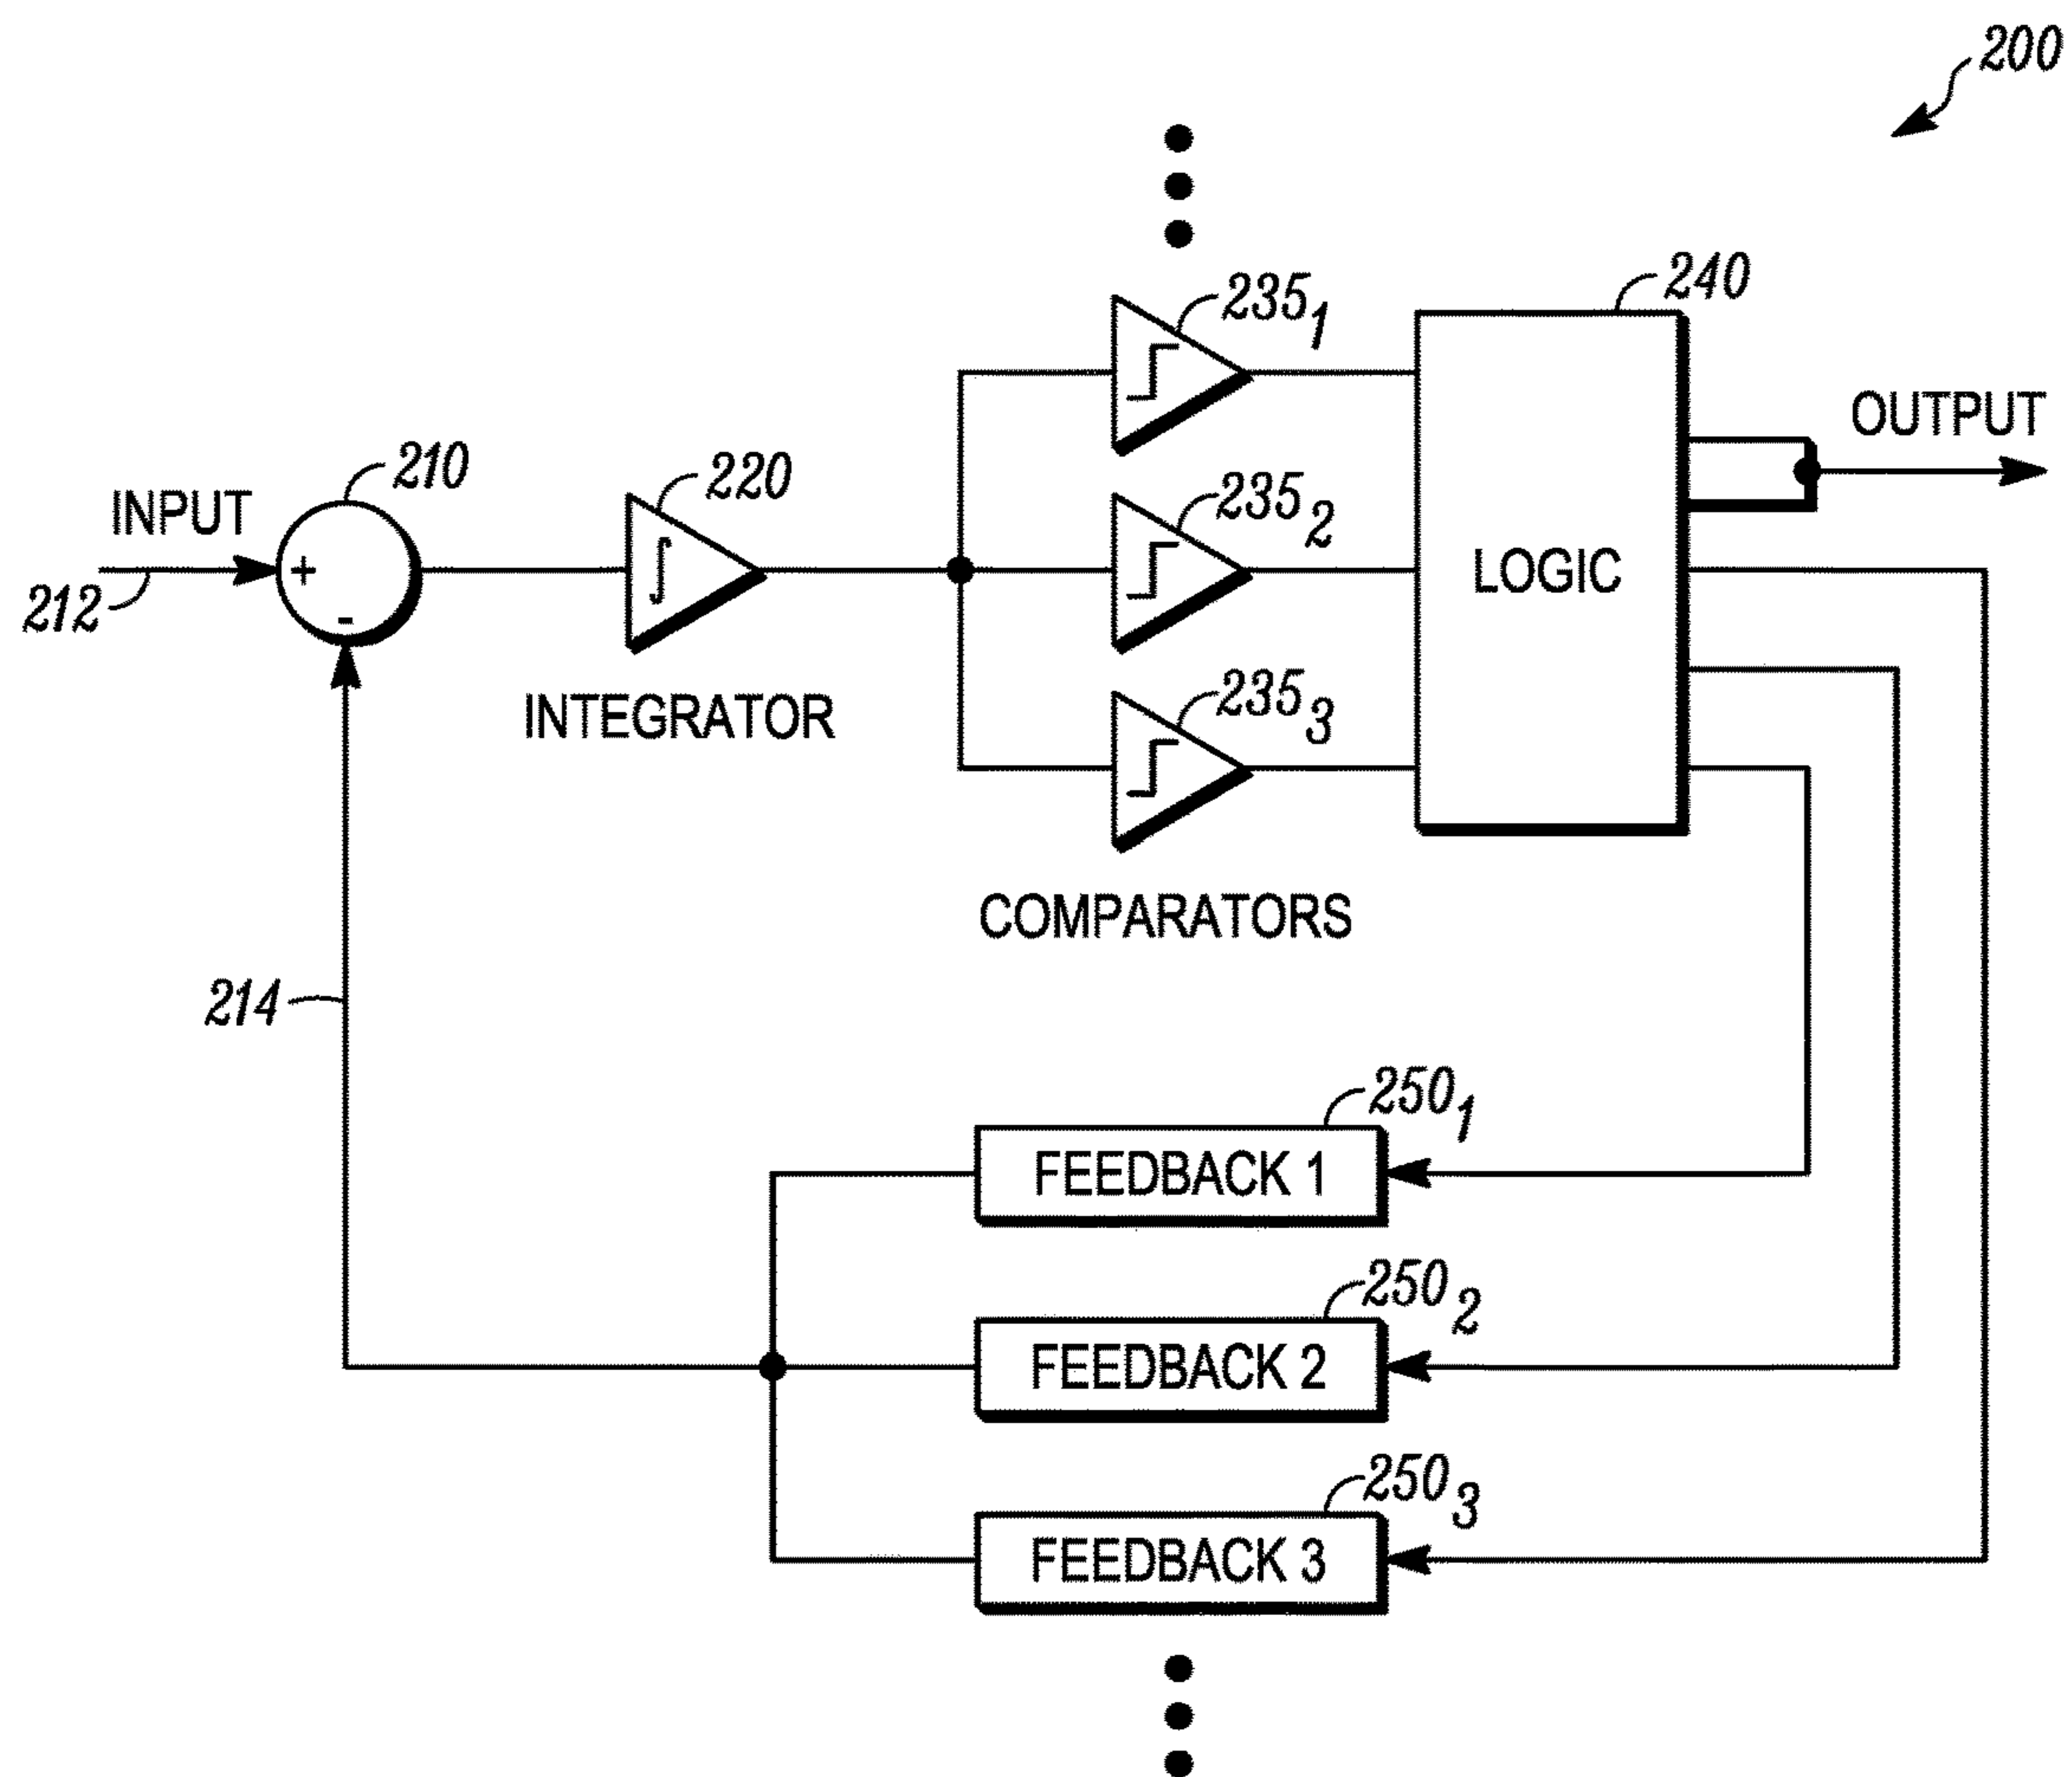 200
235₁
240
OUTPUT
INPUT
210
220
235₂
+
∫
LOGIC
212
-
235₃
INTEGRATOR
COMPARATORS
214
250₁
FEEDBACK 1
250₂
FEEDBACK 2
250₃
FEEDBACK 3